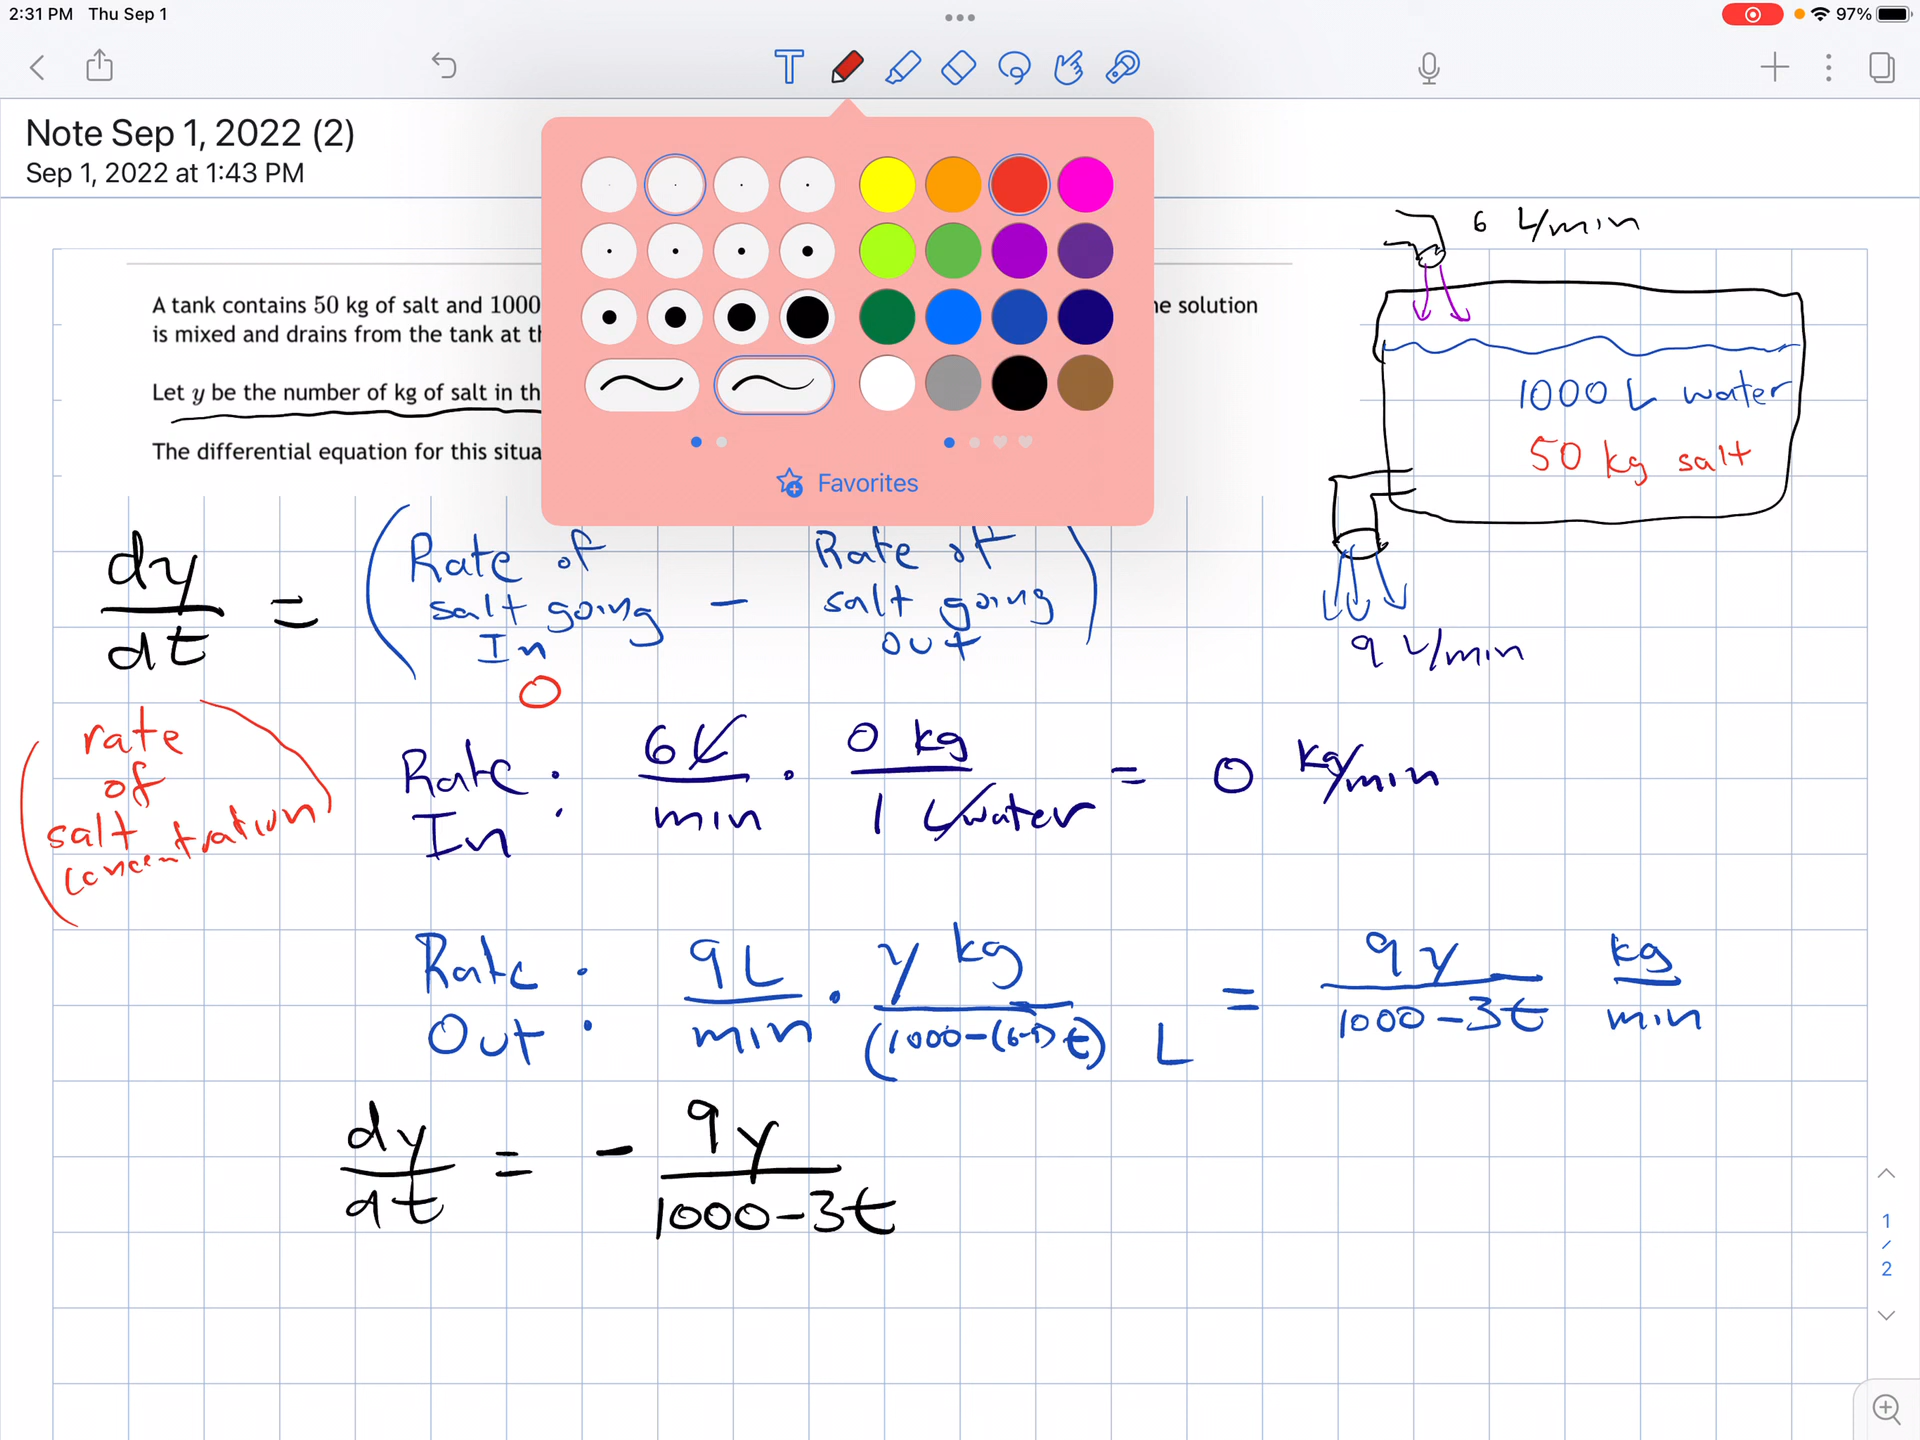 2:31 PM Thu Sep 1
97%
T
Note Sep 1, 2022 (2)
Sep 1, 2022 at 1:43 PM
Favorites
A tank contains 50 kg of salt and 1000
he solution
is mixed and drains from the tank at th
Let y be the number of kg of salt in th
The differential equation for this situa
6 L/min
1000 L water
50 kg salt
9 L/min
dy/dt = (Rate of salt going In - Rate of salt going Out)
0
(rate of salt concentration)
Rate In : 6 L/min · 0 kg/1 L water = 0 kg/min
Rate Out : 9 L/min · y kg/(1000-(6-9)t) L = 9y/1000-3t kg/min
dy/dt = - 9y/1000-3t
1/2